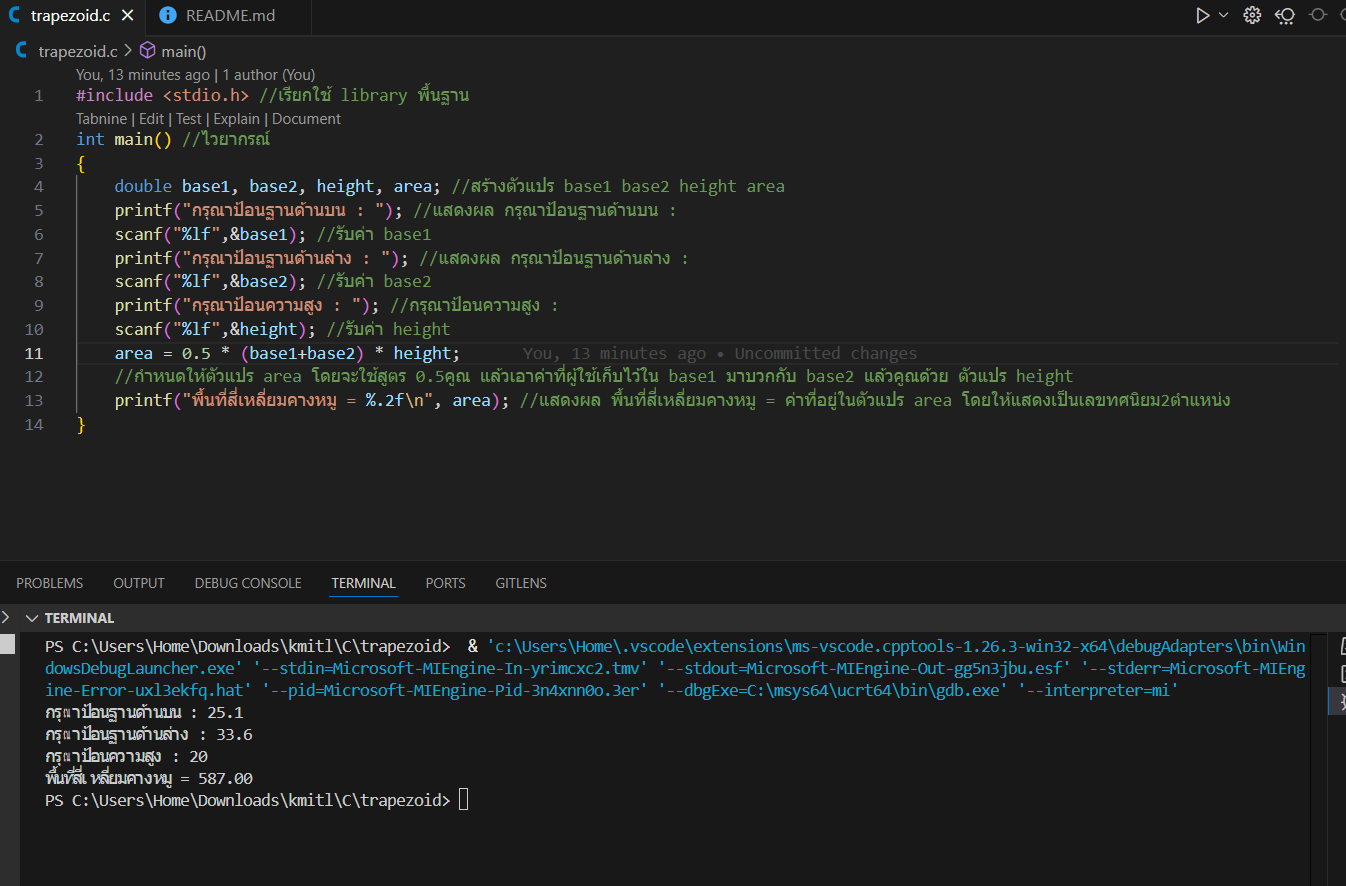 trapezoid.c
README.md
trapezoid.c > main()
You, 13 minutes ago | 1 author (You)
1 #include <stdio.h> //เรียกใช้ library พื้นฐาน
Tabnine | Edit | Test | Explain | Document
2 int main() //ไวยากรณ์
3 {
4 double base1, base2, height, area; //สร้างตัวแปร base1 base2 height area
5 printf("กรุณาป้อนฐานด้านบน : "); //แสดงผล กรุณาป้อนฐานด้านบน :
6 scanf("%lf",&base1); //รับค่า base1
7 printf("กรุณาป้อนฐานด้านล่าง : "); //แสดงผล กรุณาป้อนฐานด้านล่าง :
8 scanf("%lf",&base2); //รับค่า base2
9 printf("กรุณาป้อนความสูง : "); //กรุณาป้อนความสูง :
10 scanf("%lf",&height); //รับค่า height
11 area = 0.5 * (base1+base2) * height; You, 13 minutes ago • Uncommitted changes
12 //กำหนดให้ตัวแปร area โดยจะใช้สูตร 0.5คูณ แล้วเอาค่าที่ผู้ใช้เก็บไว้ใน base1 มาบวกกับ base2 แล้วคูณด้วย ตัวแปร height
13 printf("พื้นที่สี่เหลี่ยมคางหมู = %.2f\n", area); //แสดงผล พื้นที่สี่เหลี่ยมคางหมู = ค่าที่อยู่ในตัวแปร area โดยให้แสดงเป็นเลขทศนิยม2ตำแหน่ง
14 }
PROBLEMS OUTPUT DEBUG CONSOLE TERMINAL PORTS GITLENS
TERMINAL
PS C:\Users\Home\Downloads\kmitl\C\trapezoid> & 'c:\Users\Home\.vscode\extensions\ms-vscode.cpptools-1.26.3-win32-x64\debugAdapters\bin\Win
dowsDebugLauncher.exe' '--stdin=Microsoft-MIEngine-In-yrimcxc2.tmv' '--stdout=Microsoft-MIEngine-Out-gg5n3jbu.esf' '--stderr=Microsoft-MIEng
ine-Error-uxl3ekfq.hat' '--pid=Microsoft-MIEngine-Pid-3n4xnn0o.3er' '--dbgExe=C:\msys64\ucrt64\bin\gdb.exe' '--interpreter=mi'
กรุณาป้อนฐานด้านบน : 25.1
กรุณาป้อนฐานด้านล่าง : 33.6
กรุณาป้อนความสูง : 20
พื้นที่สี่เหลี่ยมคางหมู = 587.00
PS C:\Users\Home\Downloads\kmitl\C\trapezoid>